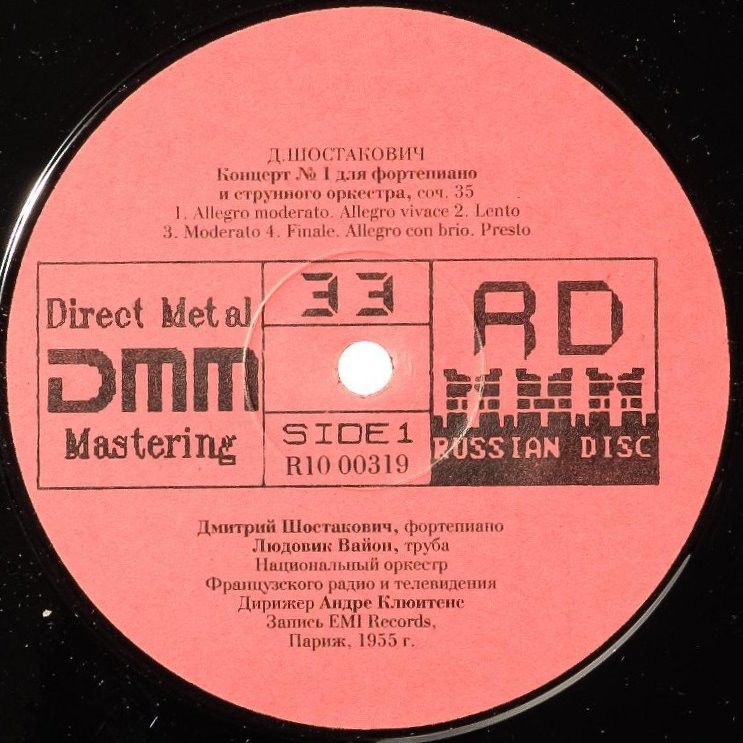 Д.ШОСТАКОВИЧ
Концерт № 1 для фортепиано
и струнного оркестра, соч. 35
1. Allegro moderato. Allegro vivace 2. Lento
3. Moderato 4. Finale. Allegro con brio. Presto
Direct Metal
DMM
Mastering
33
SIDE 1
R10 00319
RD
RUSSIAN DISC
Дмитрий Шостакович, фортепиано
Людовик Вайон, труба
Национальный оркестр
Французского радио и телевидения
Дирижер Андре Клюитенс
Запись EMI Records,
Париж, 1955 г.